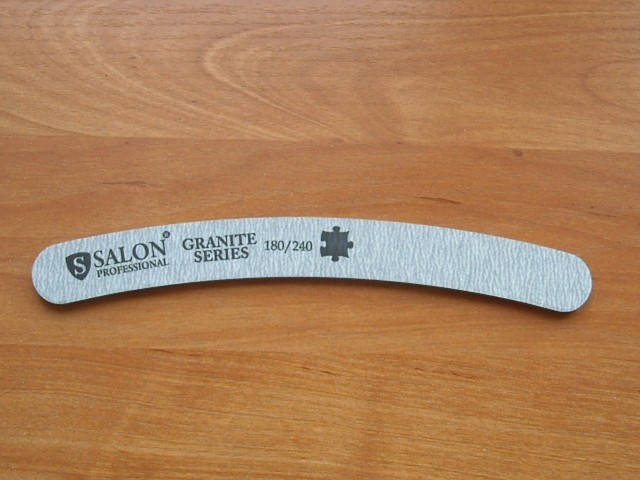 S SALON®
PROFESSIONAL
GRANITE
SERIES
180/240